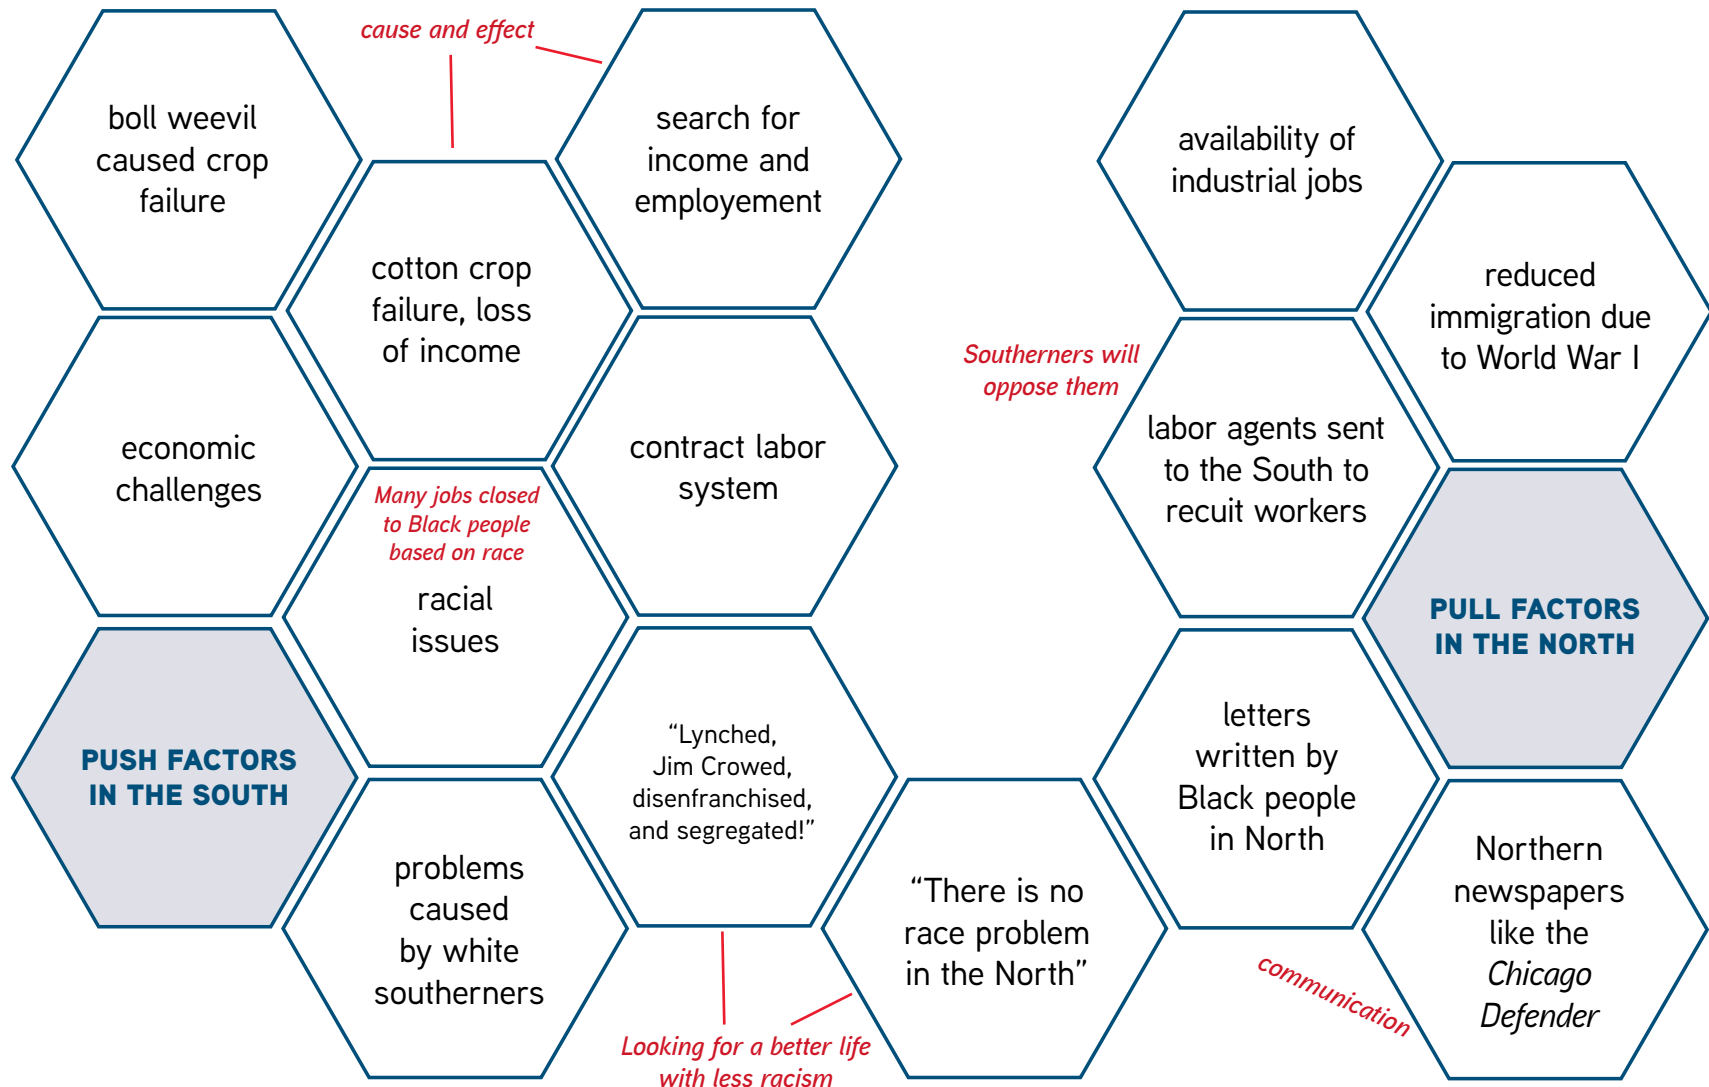 cause and effect
boll weevil
caused crop
failure
search for
income and
employement
availability of
industrial jobs
cotton crop
failure, loss
of income
reduced
immigration due
to World War I
Southerners will
oppose them
economic
challenges
contract labor
system
labor agents sent
to the South to
recuit workers
Many jobs closed
to Black people
based on race
racial
issues
PULL FACTORS
IN THE NORTH
PUSH FACTORS
IN THE SOUTH
“Lynched,
Jim Crowed,
disenfranchised,
and segregated!”
letters
written by
Black people
in North
problems
caused
by white
southerners
“There is no
race problem
in the North”
Northern
newspapers
like the
Chicago
Defender
communication
Looking for a better life
with less racism